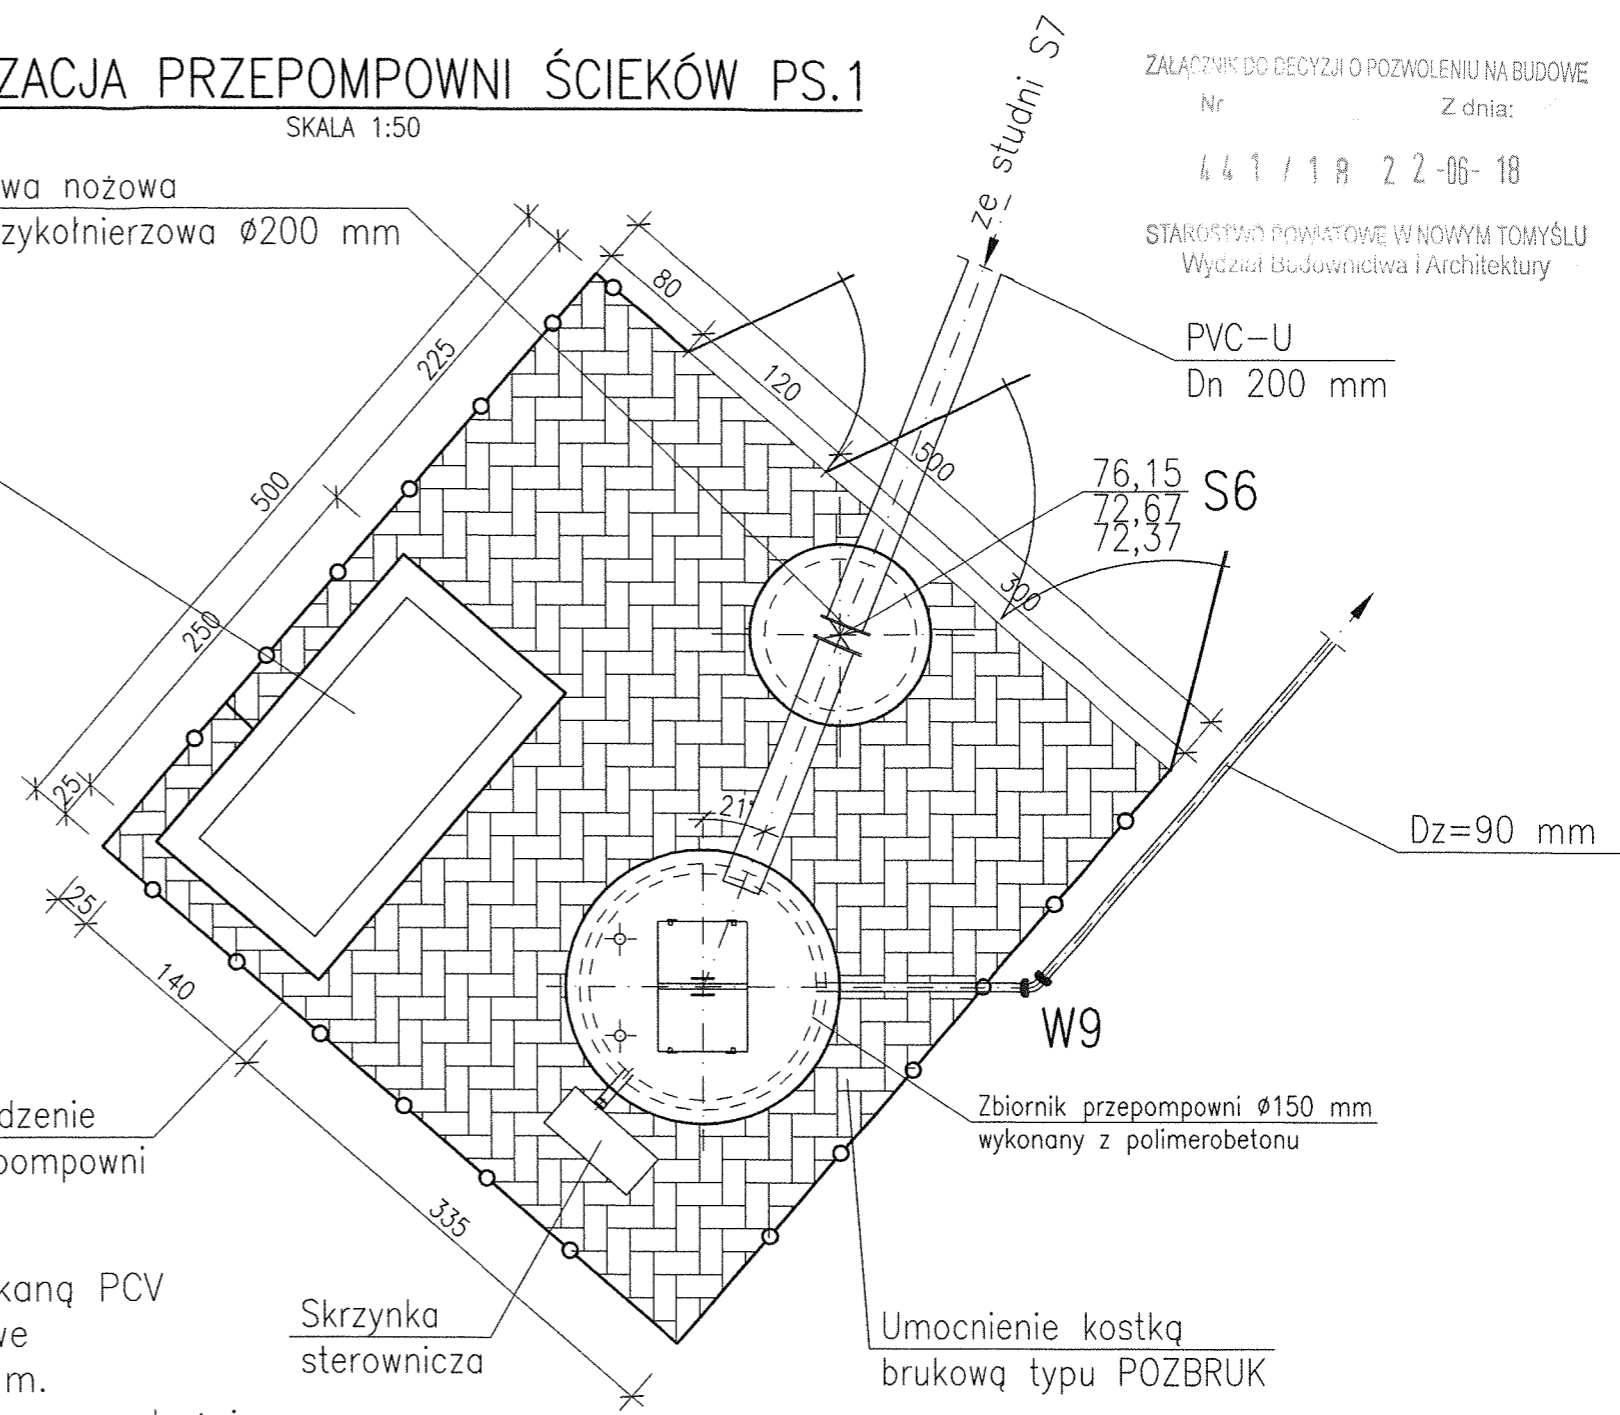 ZACJA PRZEPOMPOWNI ŚCIEKÓW PS.1
SKALA 1:50
wa nożowa
zykołnierzowa ø200 mm
ze studni S7
ZAŁĄCZNIK DO DECYZJI O POZWOLENIU NA BUDOWE
Nr Z dnia:
441/18 22-06-18
STAROSTWO POWIATOWE W NOWYM TOMYŚLU
Wydział Budownictwa i Architektury
PVC-U
Dn 200 mm
80
120
500
300
225
500
250
25
76,15
72,67
72,37
S6
21°
Dz=90 mm
25
140
335
W9
Zbiornik przepompowni ø150 mm
wykonany z polimerobetonu
dzenie
pompowni
kaną PCV
we
m.
Skrzynka
sterownicza
Umocnienie kostką
brukową typu POZBRUK